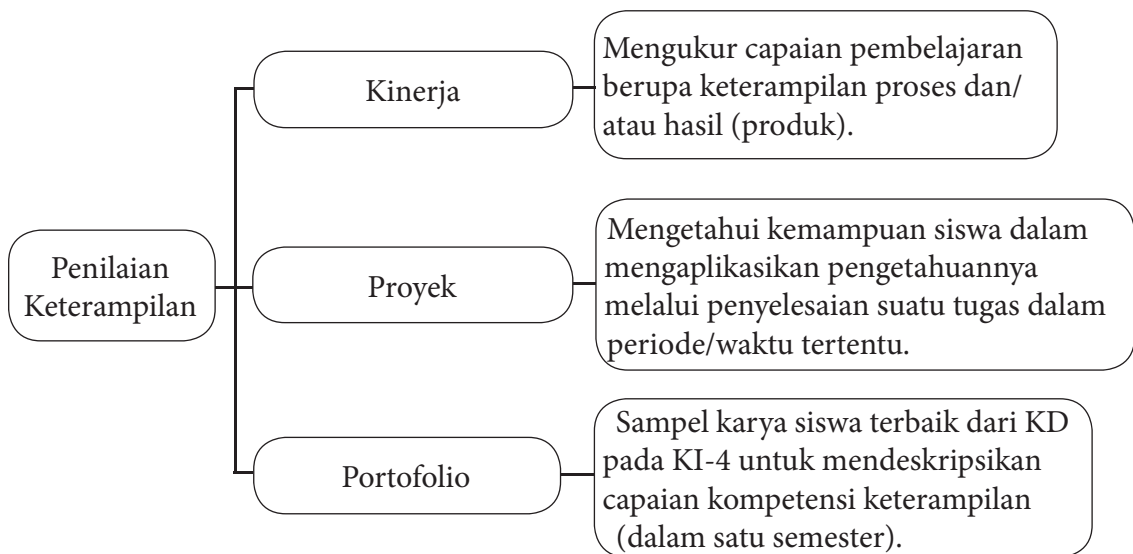 Kinerja
Mengukur capaian pembelajaran
berupa keterampilan proses dan/
atau hasil (produk).
Penilaian
Keterampilan
Proyek
Mengetahui kemampuan siswa dalam
mengaplikasikan pengetahuannya
melalui penyelesaian suatu tugas dalam
periode/waktu tertentu.
Portofolio
Sampel karya siswa terbaik dari KD
pada KI-4 untuk mendeskripsikan
capaian kompetensi keterampilan
(dalam satu semester).